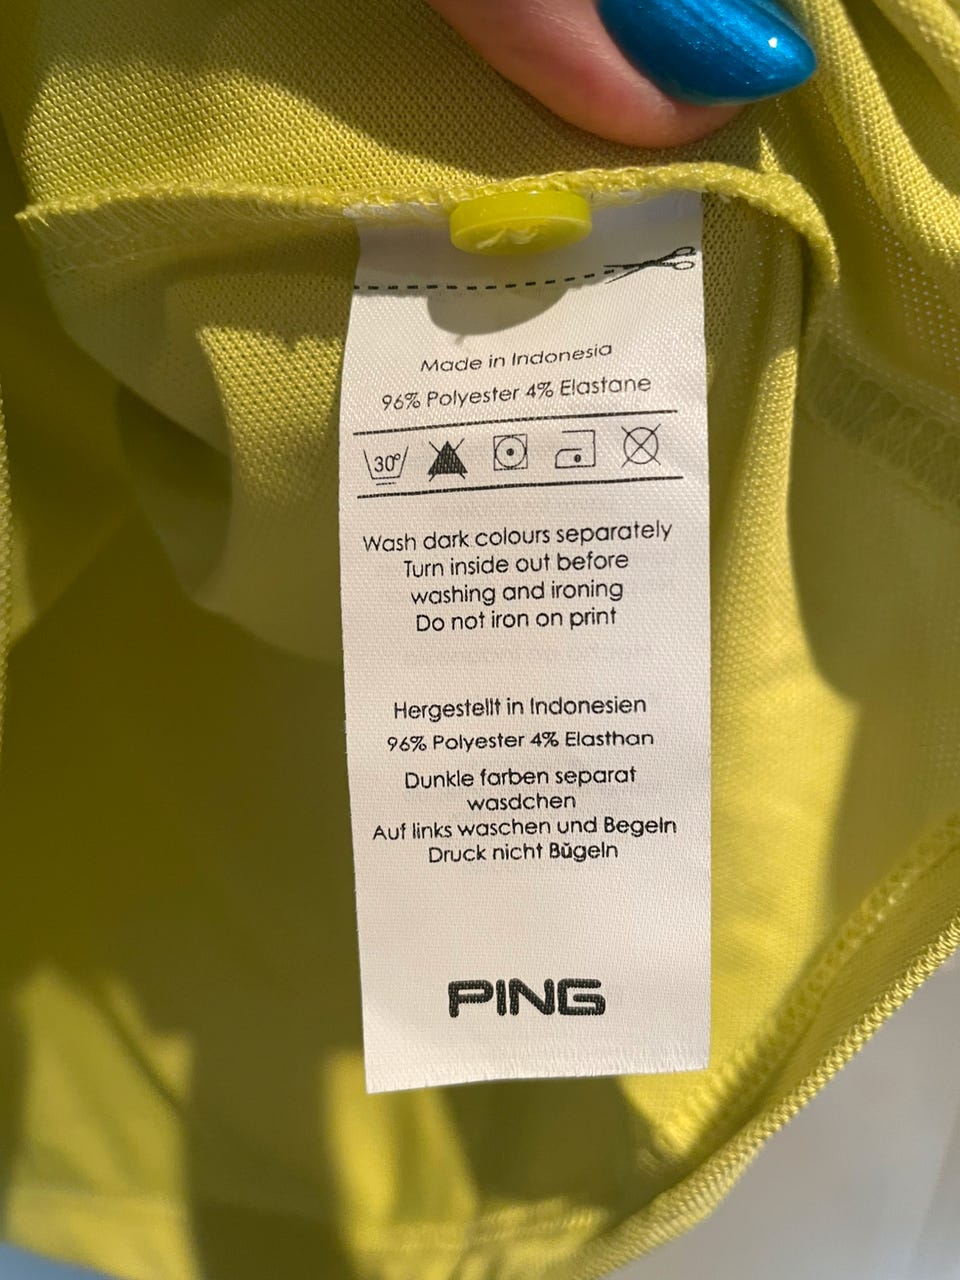 Made in Indonesia
96% Polyester 4% Elastane
30°
Wash dark colours separately
Turn inside out before
washing and ironing
Do not iron on print
Hergestellt in Indonesien
96% Polyester 4% Elasthan
Dunkle farben separat
wasdchen
Auf links waschen und Begeln
Druck nicht Bŭgeln
PING